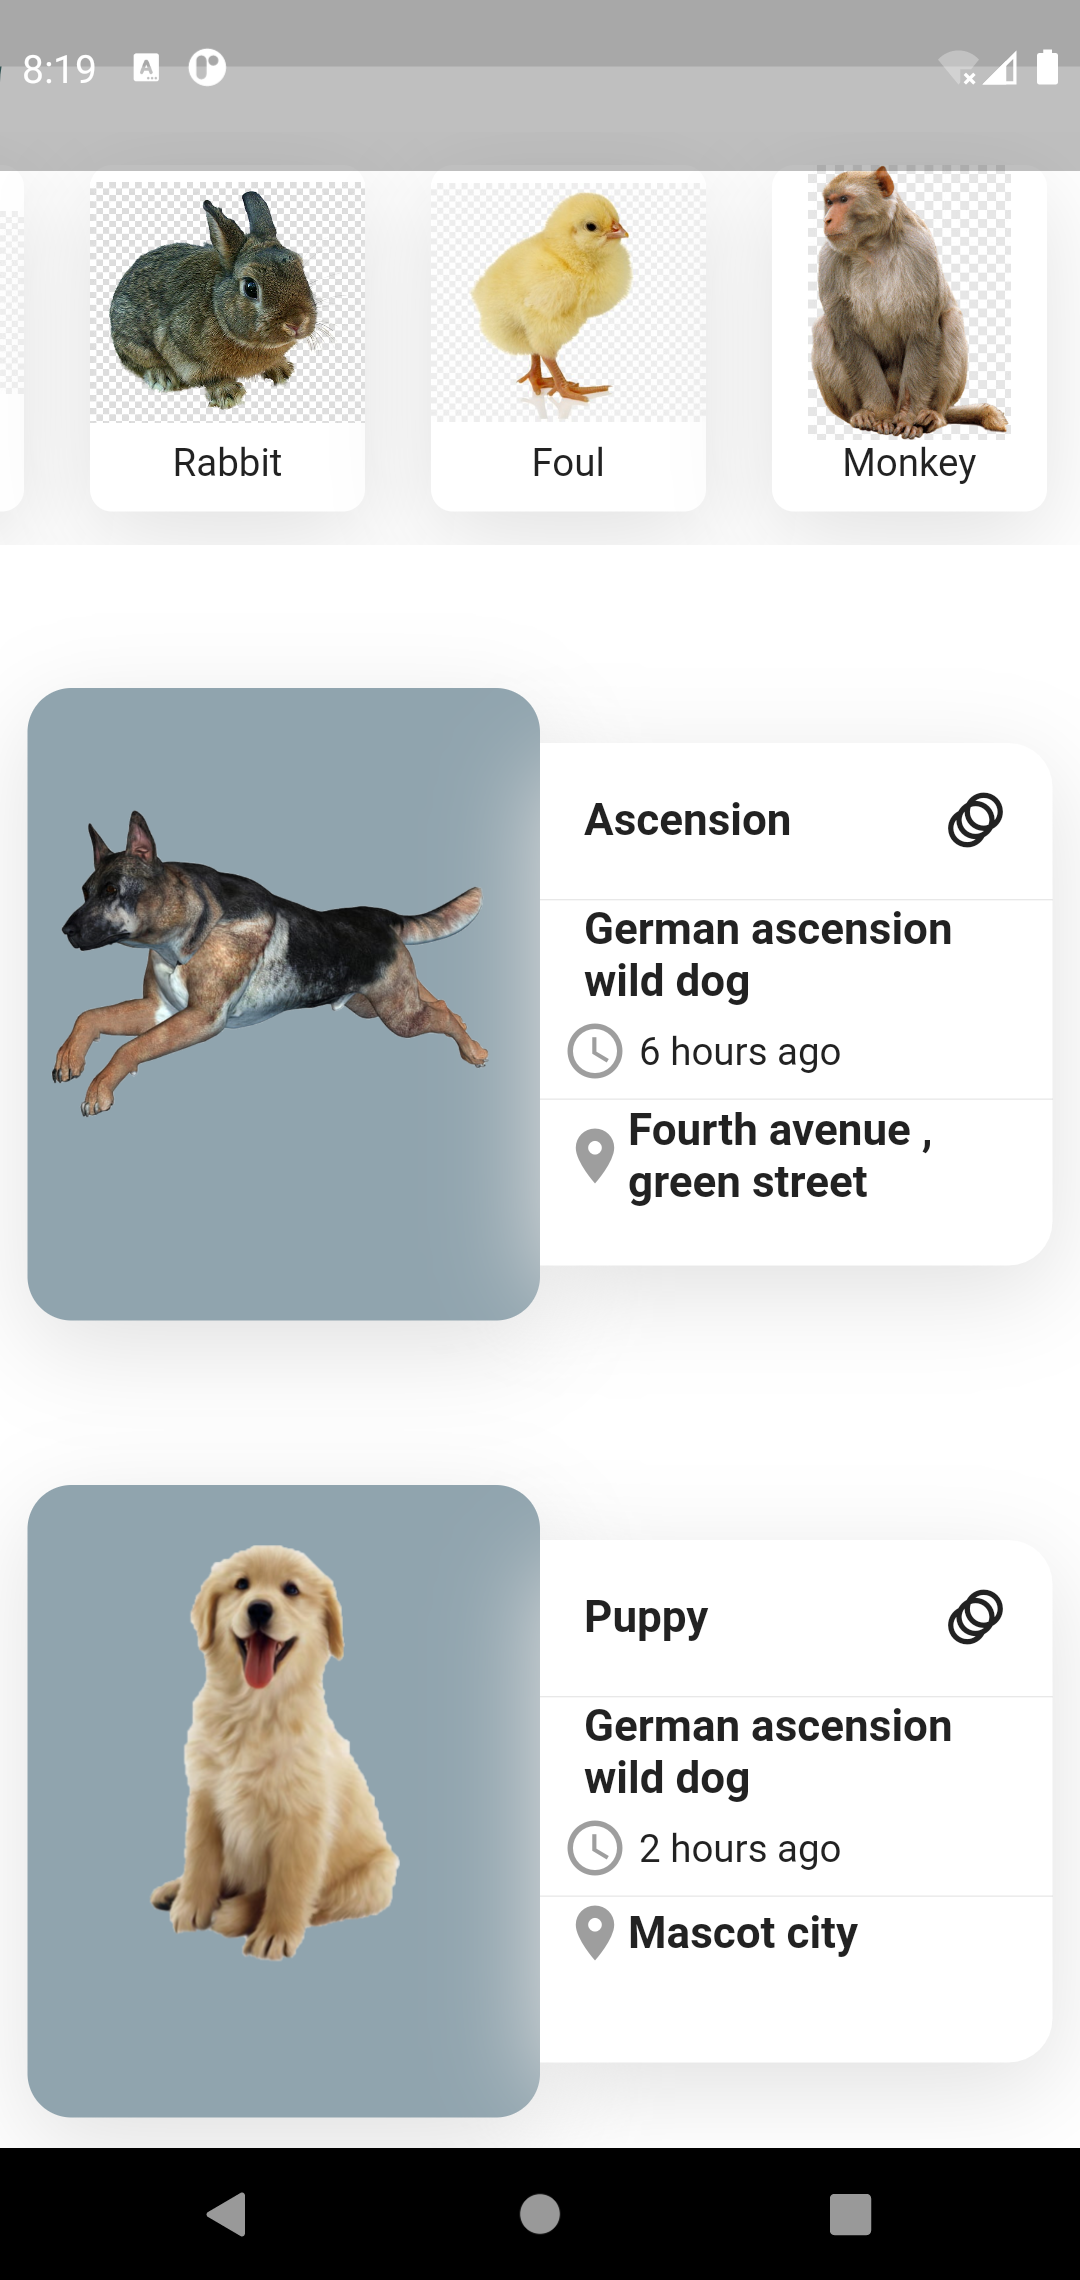 8:19
Rabbit
Foul
Monkey
Ascension
German ascension
wild dog
6 hours ago
Fourth avenue ,
green street
Puppy
German ascension
wild dog
2 hours ago
Mascot city